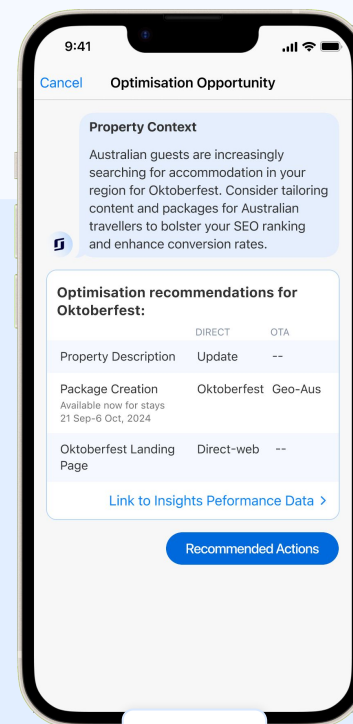 9:41
Cancel Optimisation Opportunity
Property Context
Australian guests are increasingly
searching for accommodation in your
region for Oktoberfest. Consider tailoring
content and packages for Australian
travellers to bolster your SEO ranking
and enhance conversion rates.
Optimisation recommendations for
Oktoberfest:
DIRECT OTA
Property Description Update --
Package Creation Oktoberfest Geo-Aus
Available now for stays
21 Sep-6 Oct, 2024
Oktoberfest Landing Direct-web --
Page
Link to Insights Peformance Data >
Recommended Actions